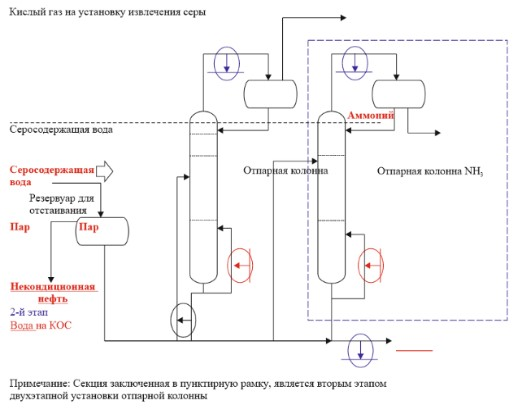 Кислый газ на установку извлечения серы
Аммоний
Серосодержащая вода
Серосодержащая
вода
Отпарная колонна
Отпарная колонна NH3
Резервуар для
отстаивания
Пар
Пар
Некондиционная
нефть
2-й этап
Вода на КОС
Примечание: Секция заключенная в пунктирную рамку, является вторым этапом
двухэтапной установки отпарной колонны